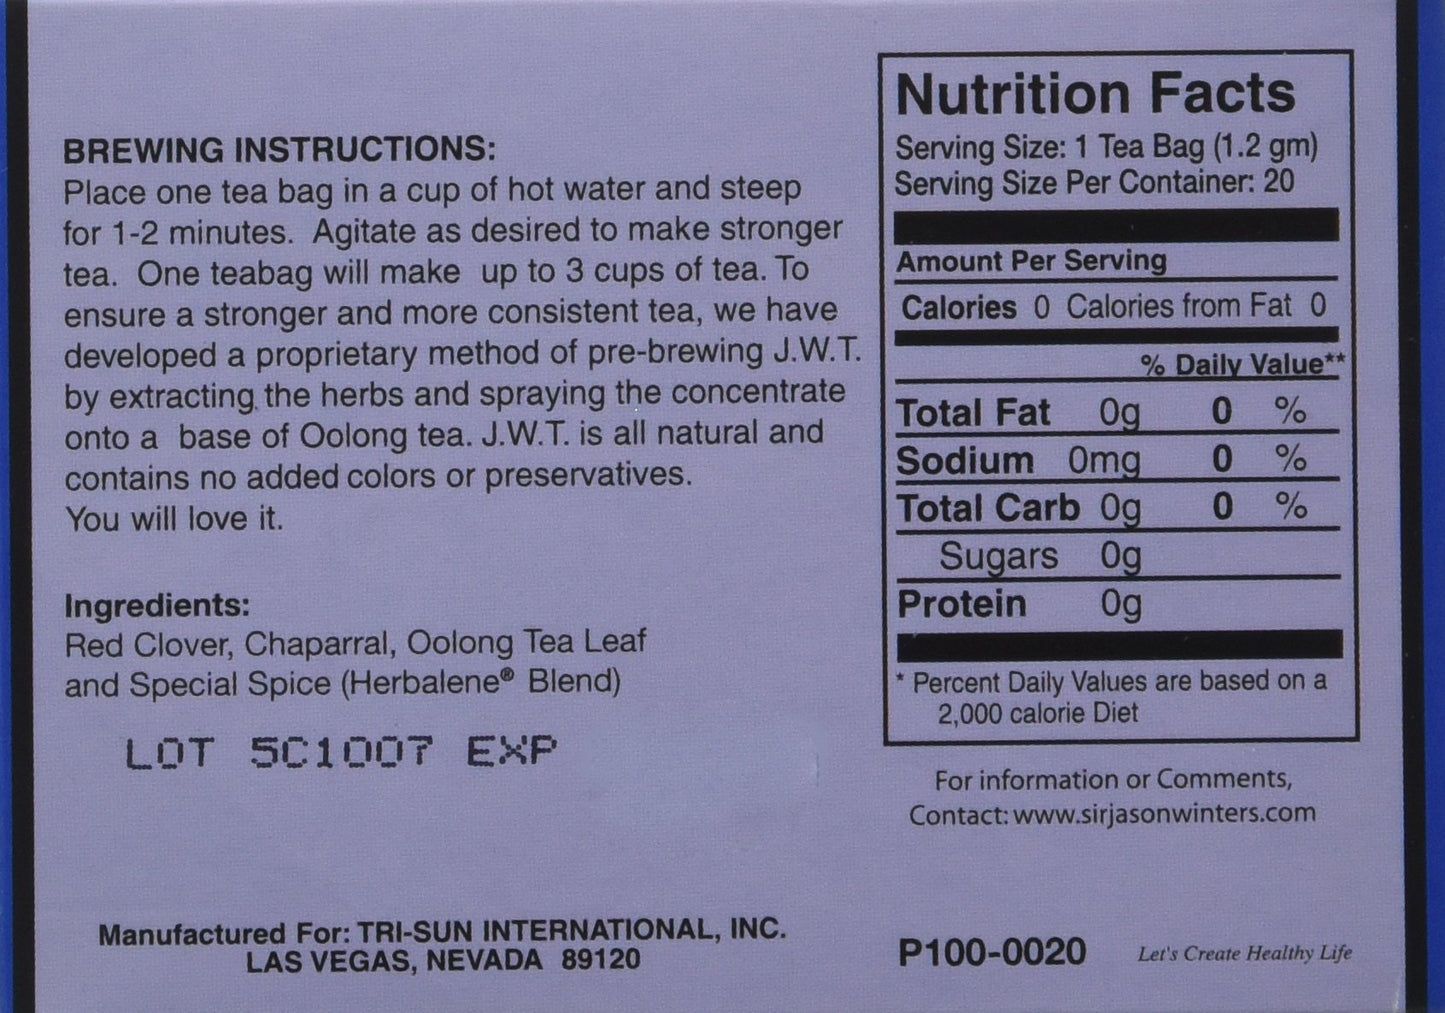 BREWING INSTRUCTIONS:
Place one tea bag in a cup of hot water and steep
for 1-2 minutes. Agitate as desired to make stronger
tea. One teabag will make up to 3 cups of tea. To
ensure a stronger and more consistent tea, we have
developed a proprietary method of pre-brewing J.W.T.
by extracting the herbs and spraying the concentrate
onto a base of Oolong tea. J.W.T. is all natural and
contains no added colors or preservatives.
You will love it.
Ingredients:
Red Clover, Chaparral, Oolong Tea Leaf
and Special Spice (Herbalene® Blend)
LOT 5C1007 EXP
Manufactured For: TRI-SUN INTERNATIONAL, INC.
LAS VEGAS, NEVADA 89120
Nutrition Facts
Serving Size: 1 Tea Bag (1.2 gm)
Serving Size Per Container: 20
Amount Per Serving
Calories 0 Calories from Fat 0
% Daily Value**
Total Fat 0g 0 %
Sodium 0mg 0 %
Total Carb 0g 0 %
Sugars 0g
Protein 0g
* Percent Daily Values are based on a
2,000 calorie Diet
For information or Comments,
Contact: www.sirjasonwinters.com
P100-0020 Let's Create Healthy Life